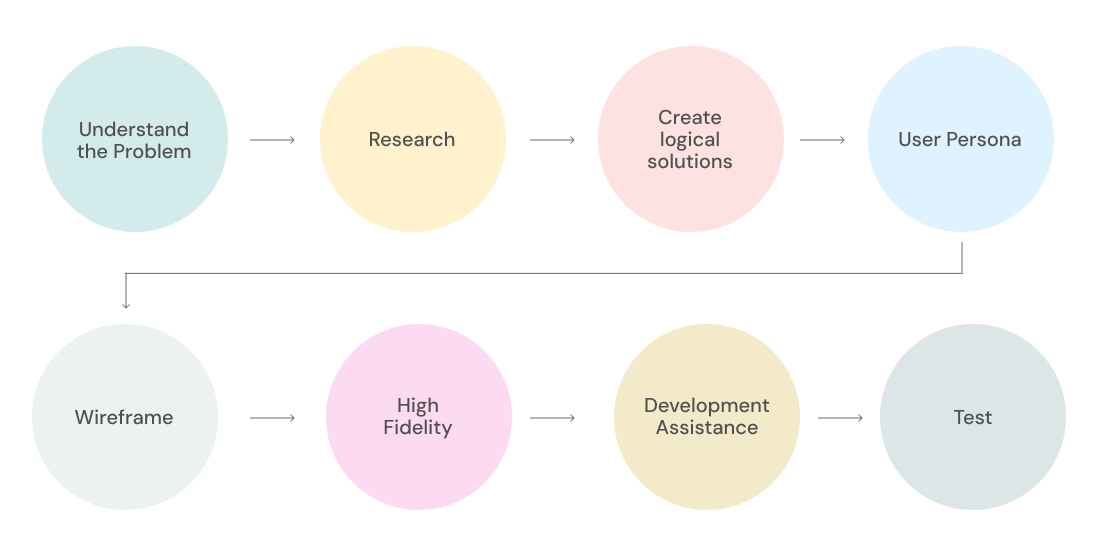 Understand
the Problem
Research
Create
logical
solutions
User Persona
Wireframe
High
Fidelity
Development
Assistance
Test